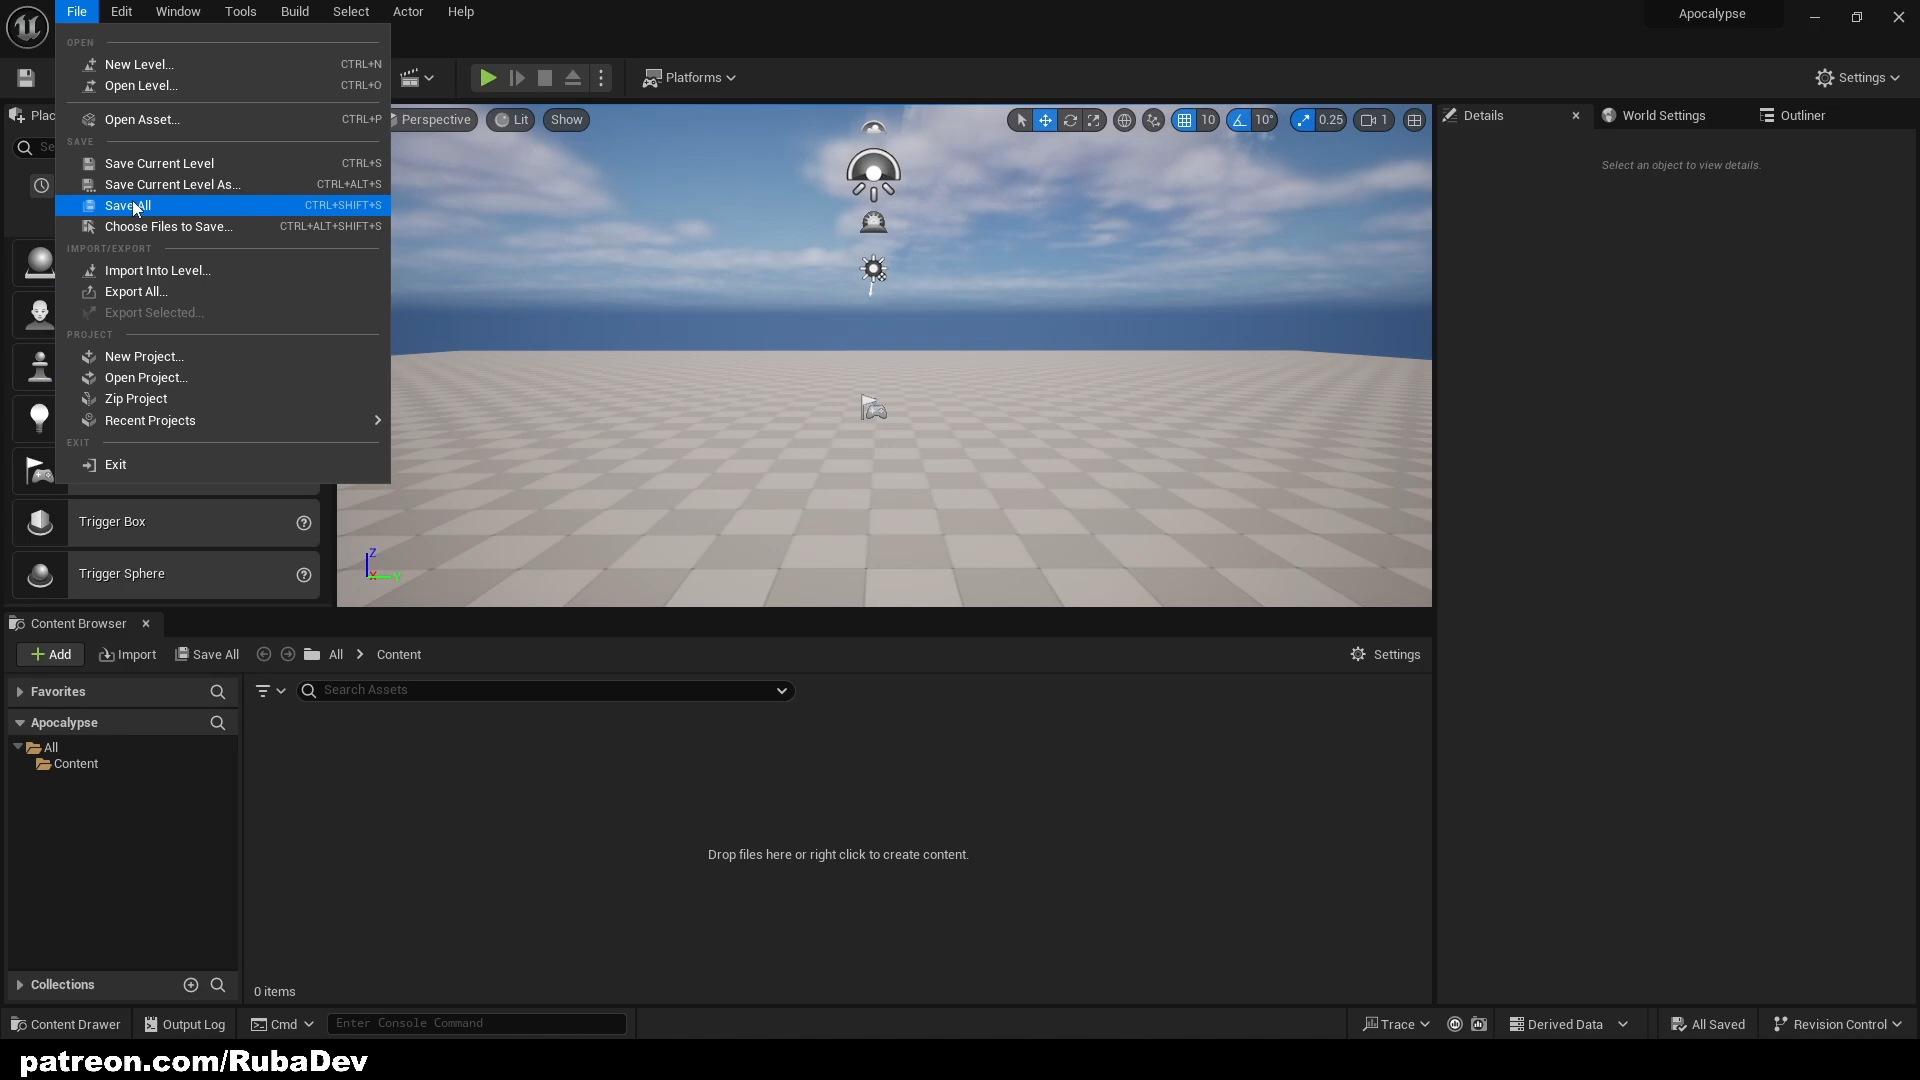 File
Edit
Window
Tools
Build
Select
Actor
Help
Apocalypse
OPEN
New Level...
CTRL+N
Open Level...
CTRL+O
Open Asset...
CTRL+P
SAVE
Save Current Level
CTRL+S
Save Current Level As...
CTRL+ALT+S
Save All
CTRL+SHIFT+S
Choose Files to Save...
CTRL+ALT+SHIFT+S
IMPORT/EXPORT
Import Into Level...
Export All...
Export Selected...
PROJECT
New Project...
Open Project...
Zip Project
Recent Projects
EXIT
Exit
Platforms
Settings
Perspective
Lit
Show
10
10°
0.25
1
Details
World Settings
Outliner
Select an object to view details.
Trigger Box
Trigger Sphere
Z
X
Y
Content Browser
Add
Import
Save All
All
Content
Settings
Favorites
Search Assets
Apocalypse
All
Content
Drop files here or right click to create content.
Collections
0 items
Content Drawer
Output Log
Cmd
Enter Console Command
Trace
Derived Data
All Saved
Revision Control
patreon.com/RubaDev